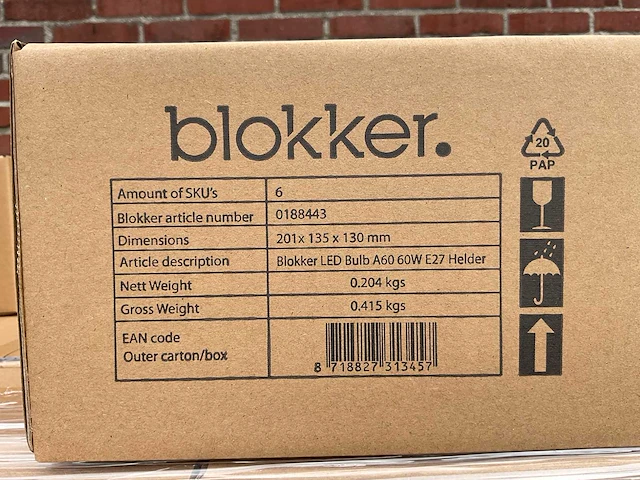 blokker.
20
PAP
Amount of SKU's 6
Blokker article number 0188443
Dimensions 201x 135 x 130 mm
Article description Blokker LED Bulb A60 60W E27 Helder
Nett Weight 0.204 kgs
Gross Weight 0.415 kgs
EAN code
Outer carton/box
8 718827 313457